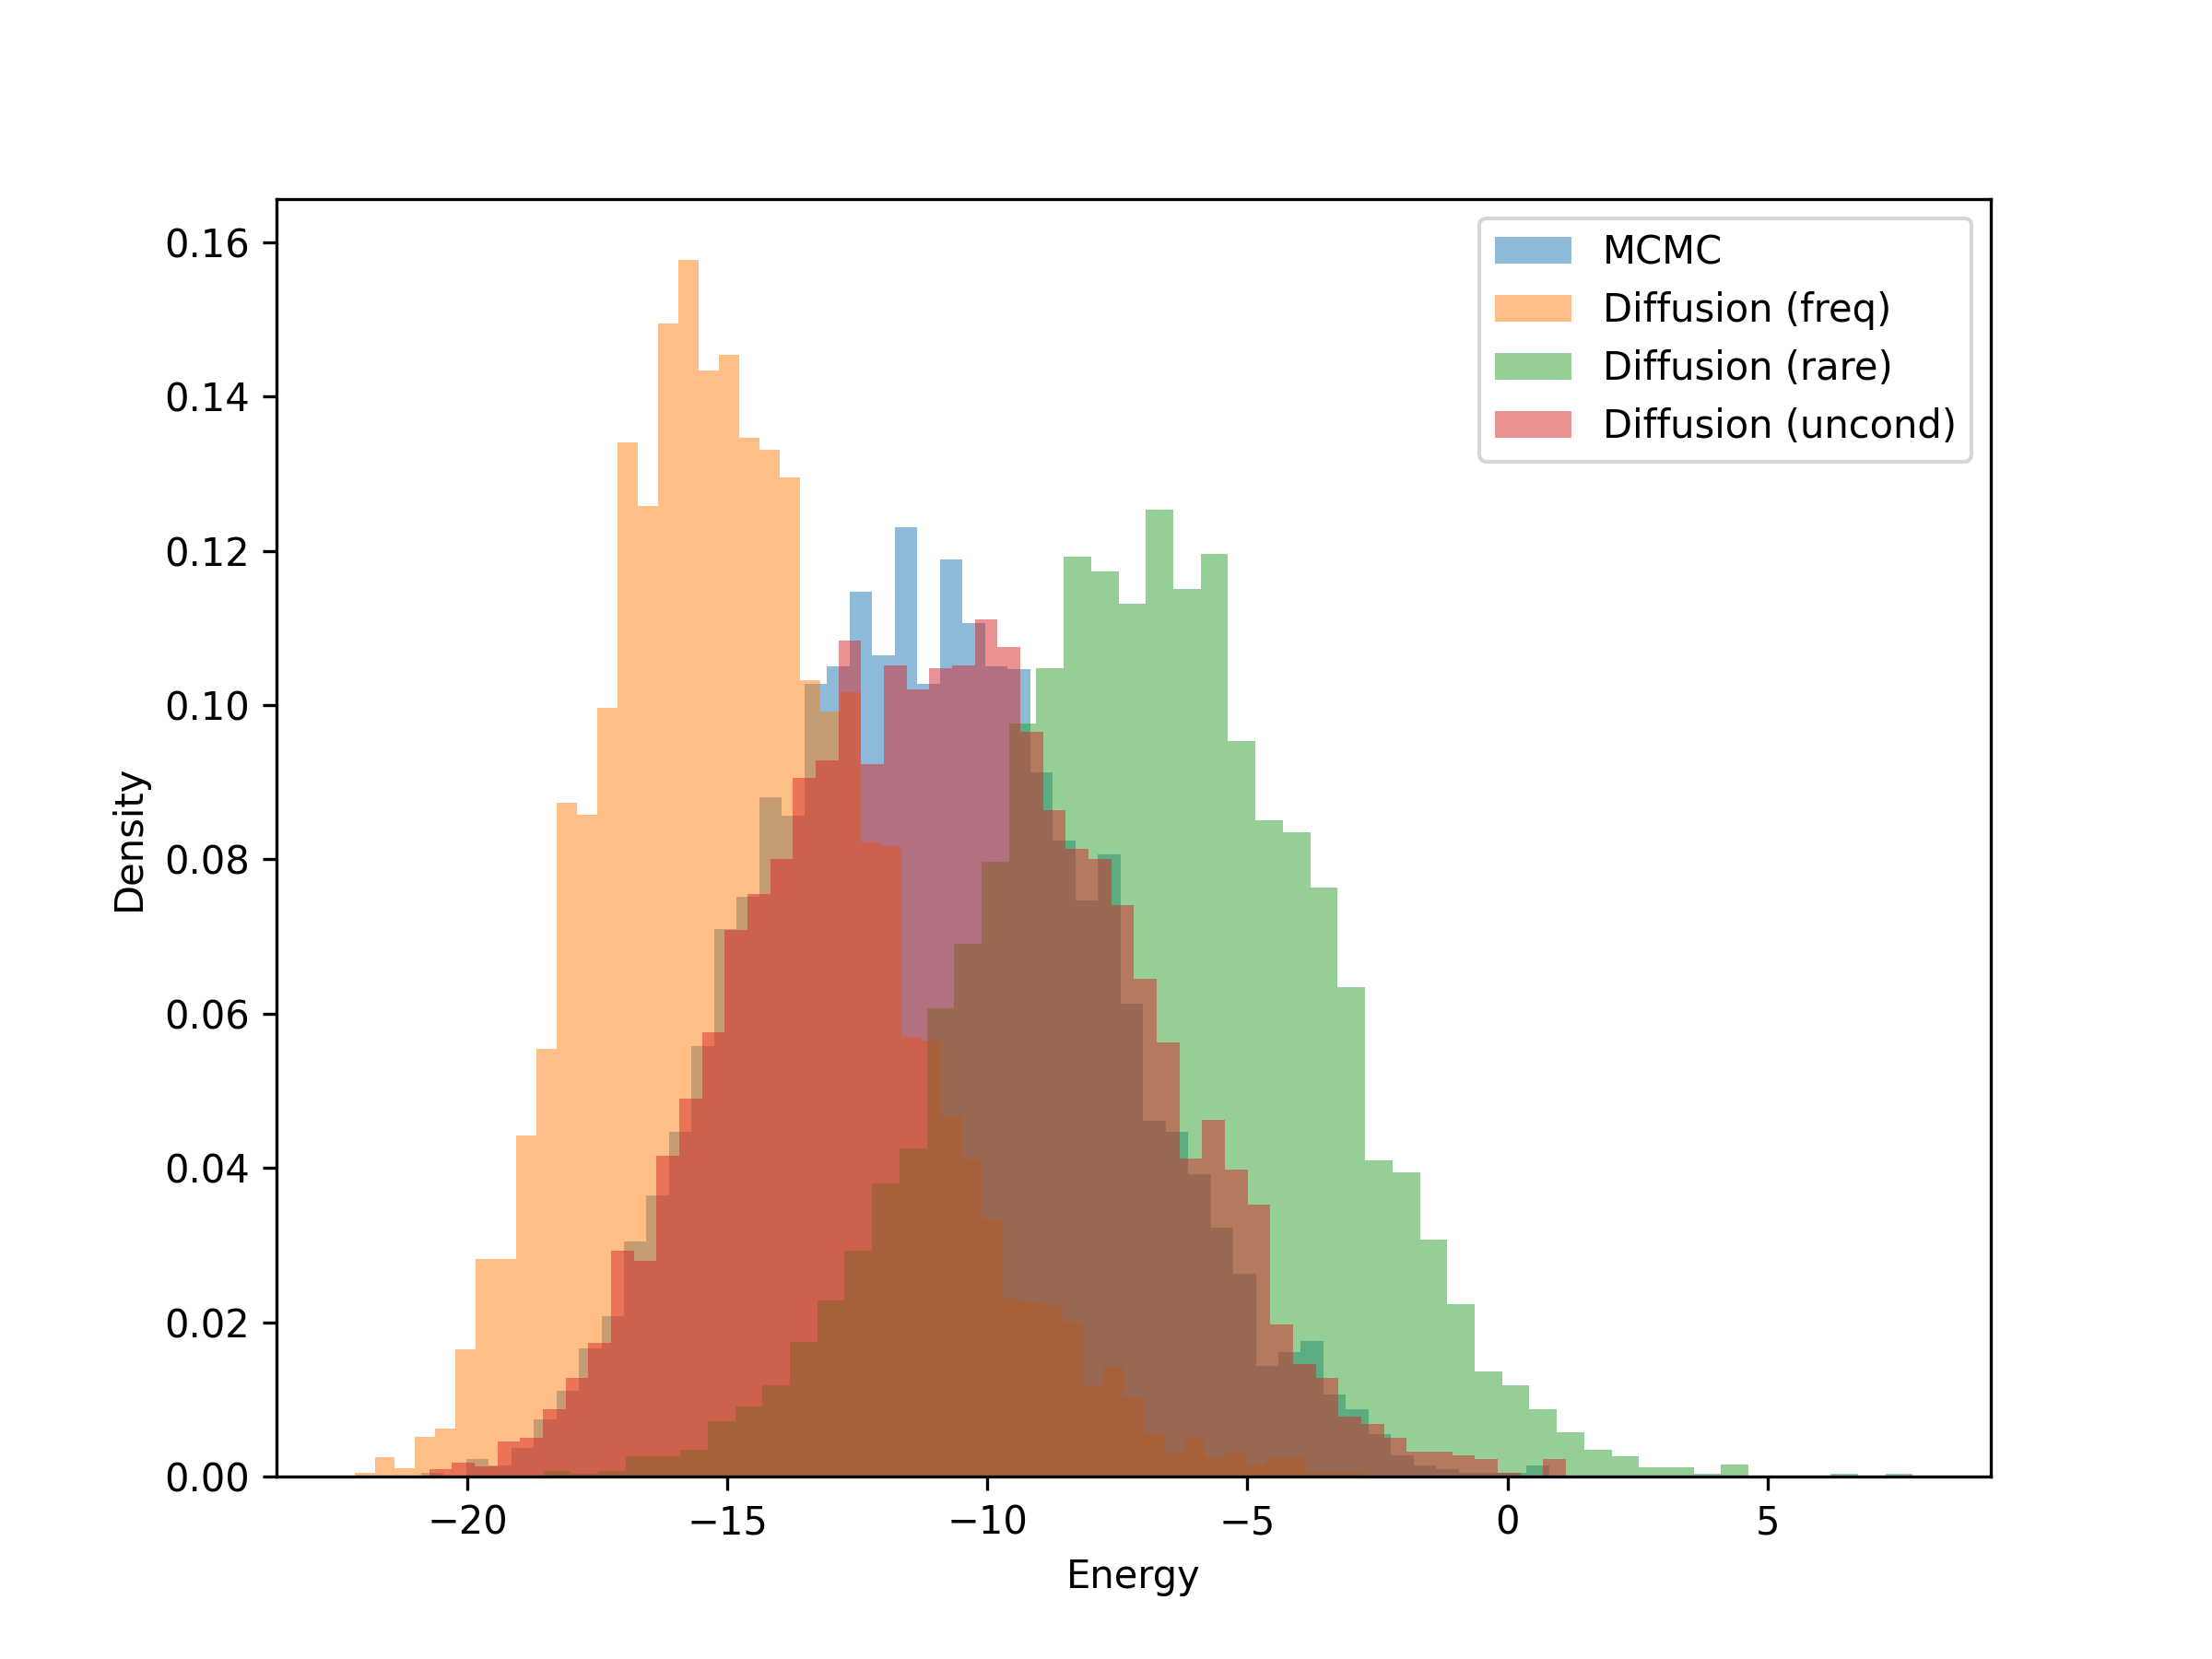 0.16
0.14
0.12
0.10
0.08
0.06
0.04
0.02
0.00
Density
MCMC
Diffusion (freq)
Diffusion (rare)
Diffusion (uncond)
−20 −15 −10 −5 0 5
Energy